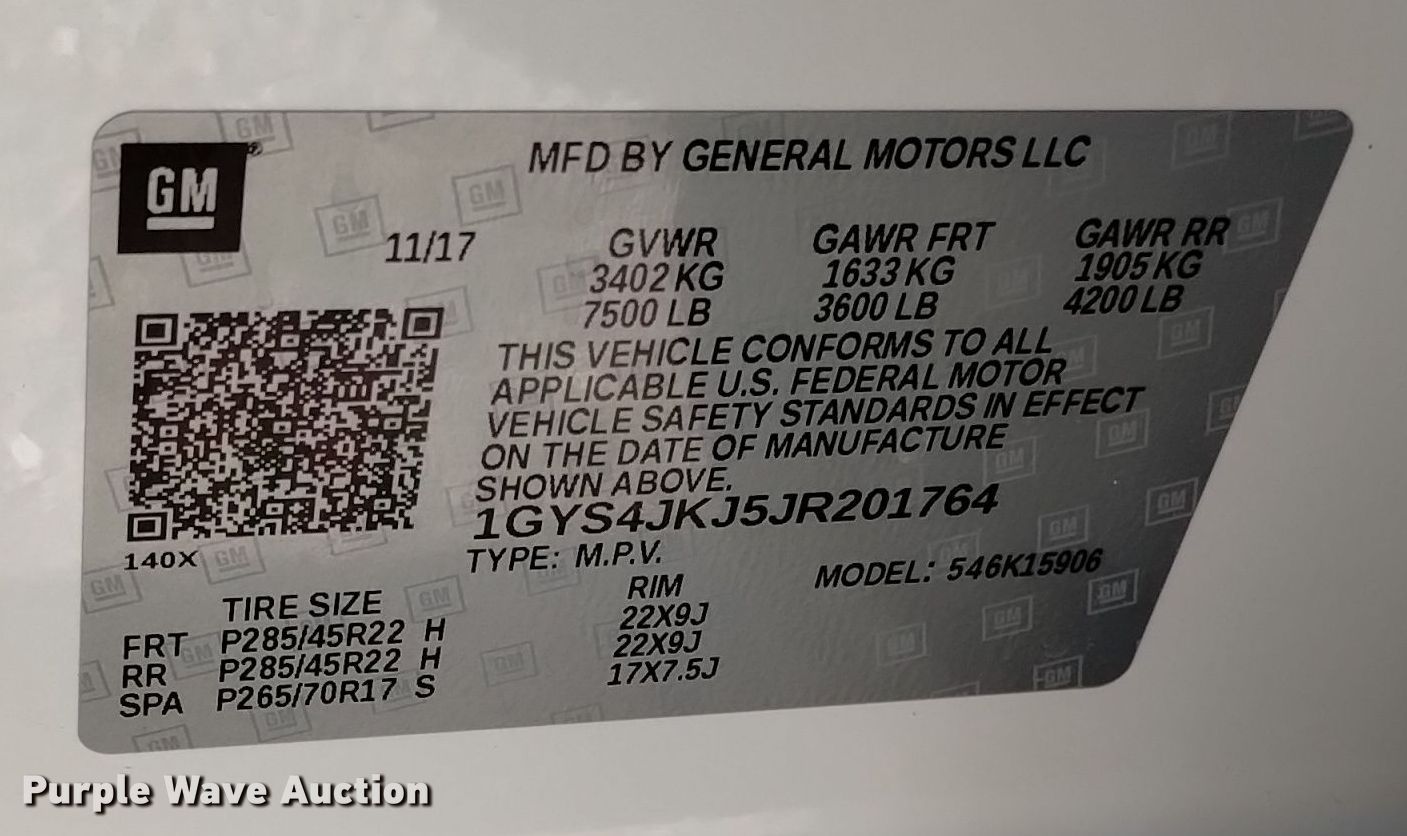 GM
MFD BY GENERAL MOTORS LLC
11/17 GVWR GAWR FRT GAWR RR
3402 KG 1633 KG 1905 KG
7500 LB 3600 LB 4200 LB
THIS VEHICLE CONFORMS TO ALL
APPLICABLE U.S. FEDERAL MOTOR
VEHICLE SAFETY STANDARDS IN EFFECT
ON THE DATE OF MANUFACTURE
SHOWN ABOVE.
1GYS4JKJ5JR201764
140X
TYPE: M.P.V. MODEL: 546K15906
TIRE SIZE RIM
FRT P285/45R22 H 22X9J
RR P285/45R22 H 22X9J
SPA P265/70R17 S 17X7.5J
Purple Wave Auction